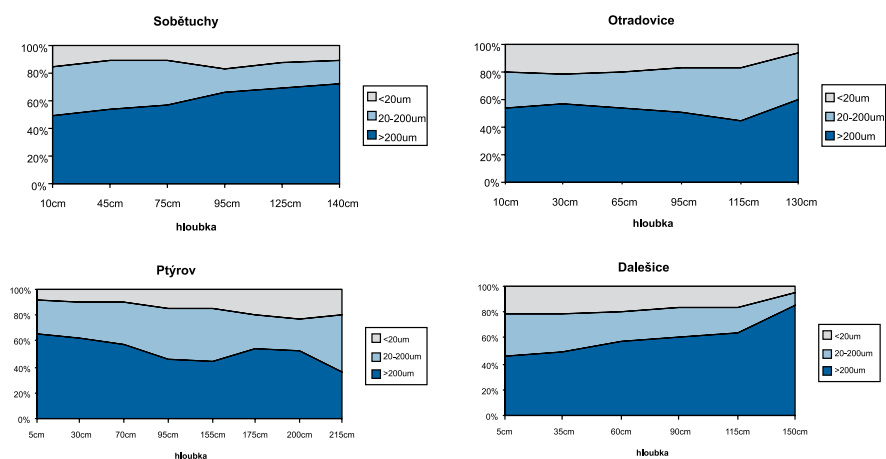 Sobětuchy
100%
80%
60%
40%
20%
0%
10cm 45cm 75cm 95cm 125cm 140cm
hloubka
<20um
20-200um
>200um
Otradovice
100%
80%
60%
40%
20%
0%
10cm 30cm 65cm 95cm 115cm 130cm
hloubka
<20um
20-200um
>200um
Ptýrov
100%
80%
60%
40%
20%
0%
5cm 30cm 70cm 95cm 155cm 175cm 200cm 215cm
hloubka
<20um
20-200um
>200um
Dalešice
100%
80%
60%
40%
20%
0%
5cm 35cm 60cm 90cm 115cm 150cm
hloubka
<20um
20-200um
>200um